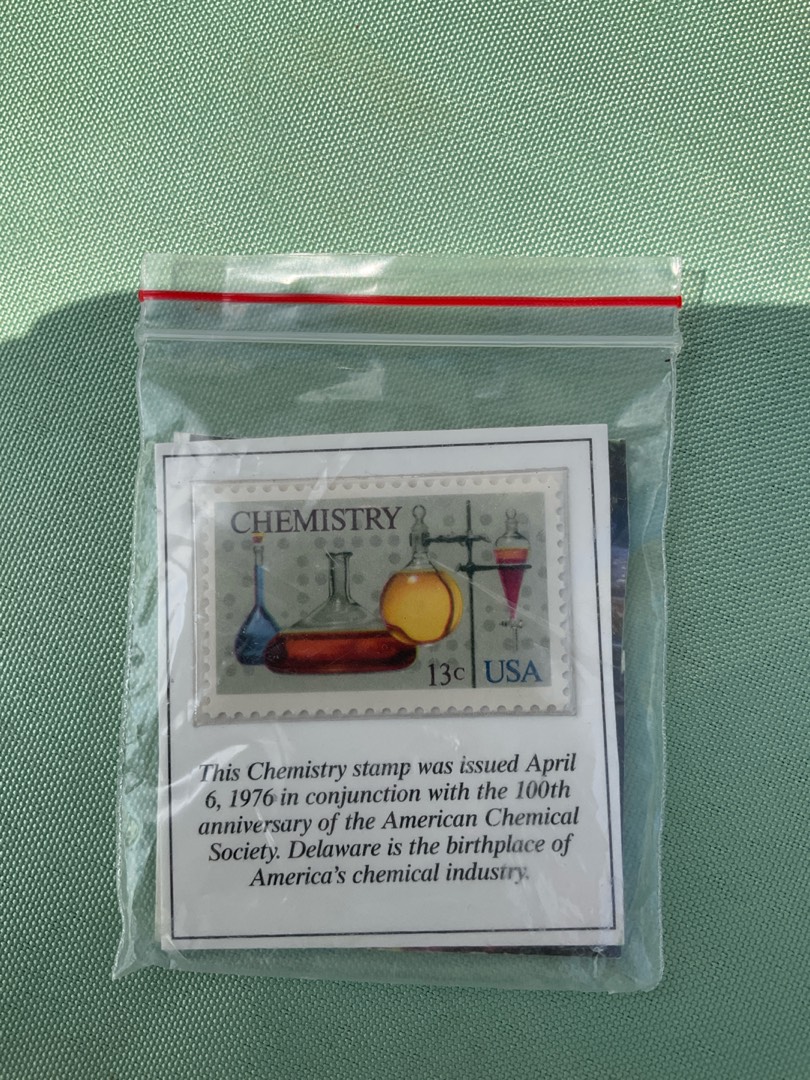 CHEMISTRY
13c USA
This Chemistry stamp was issued April
6, 1976 in conjunction with the 100th
anniversary of the American Chemical
Society. Delaware is the birthplace of
America's chemical industry.